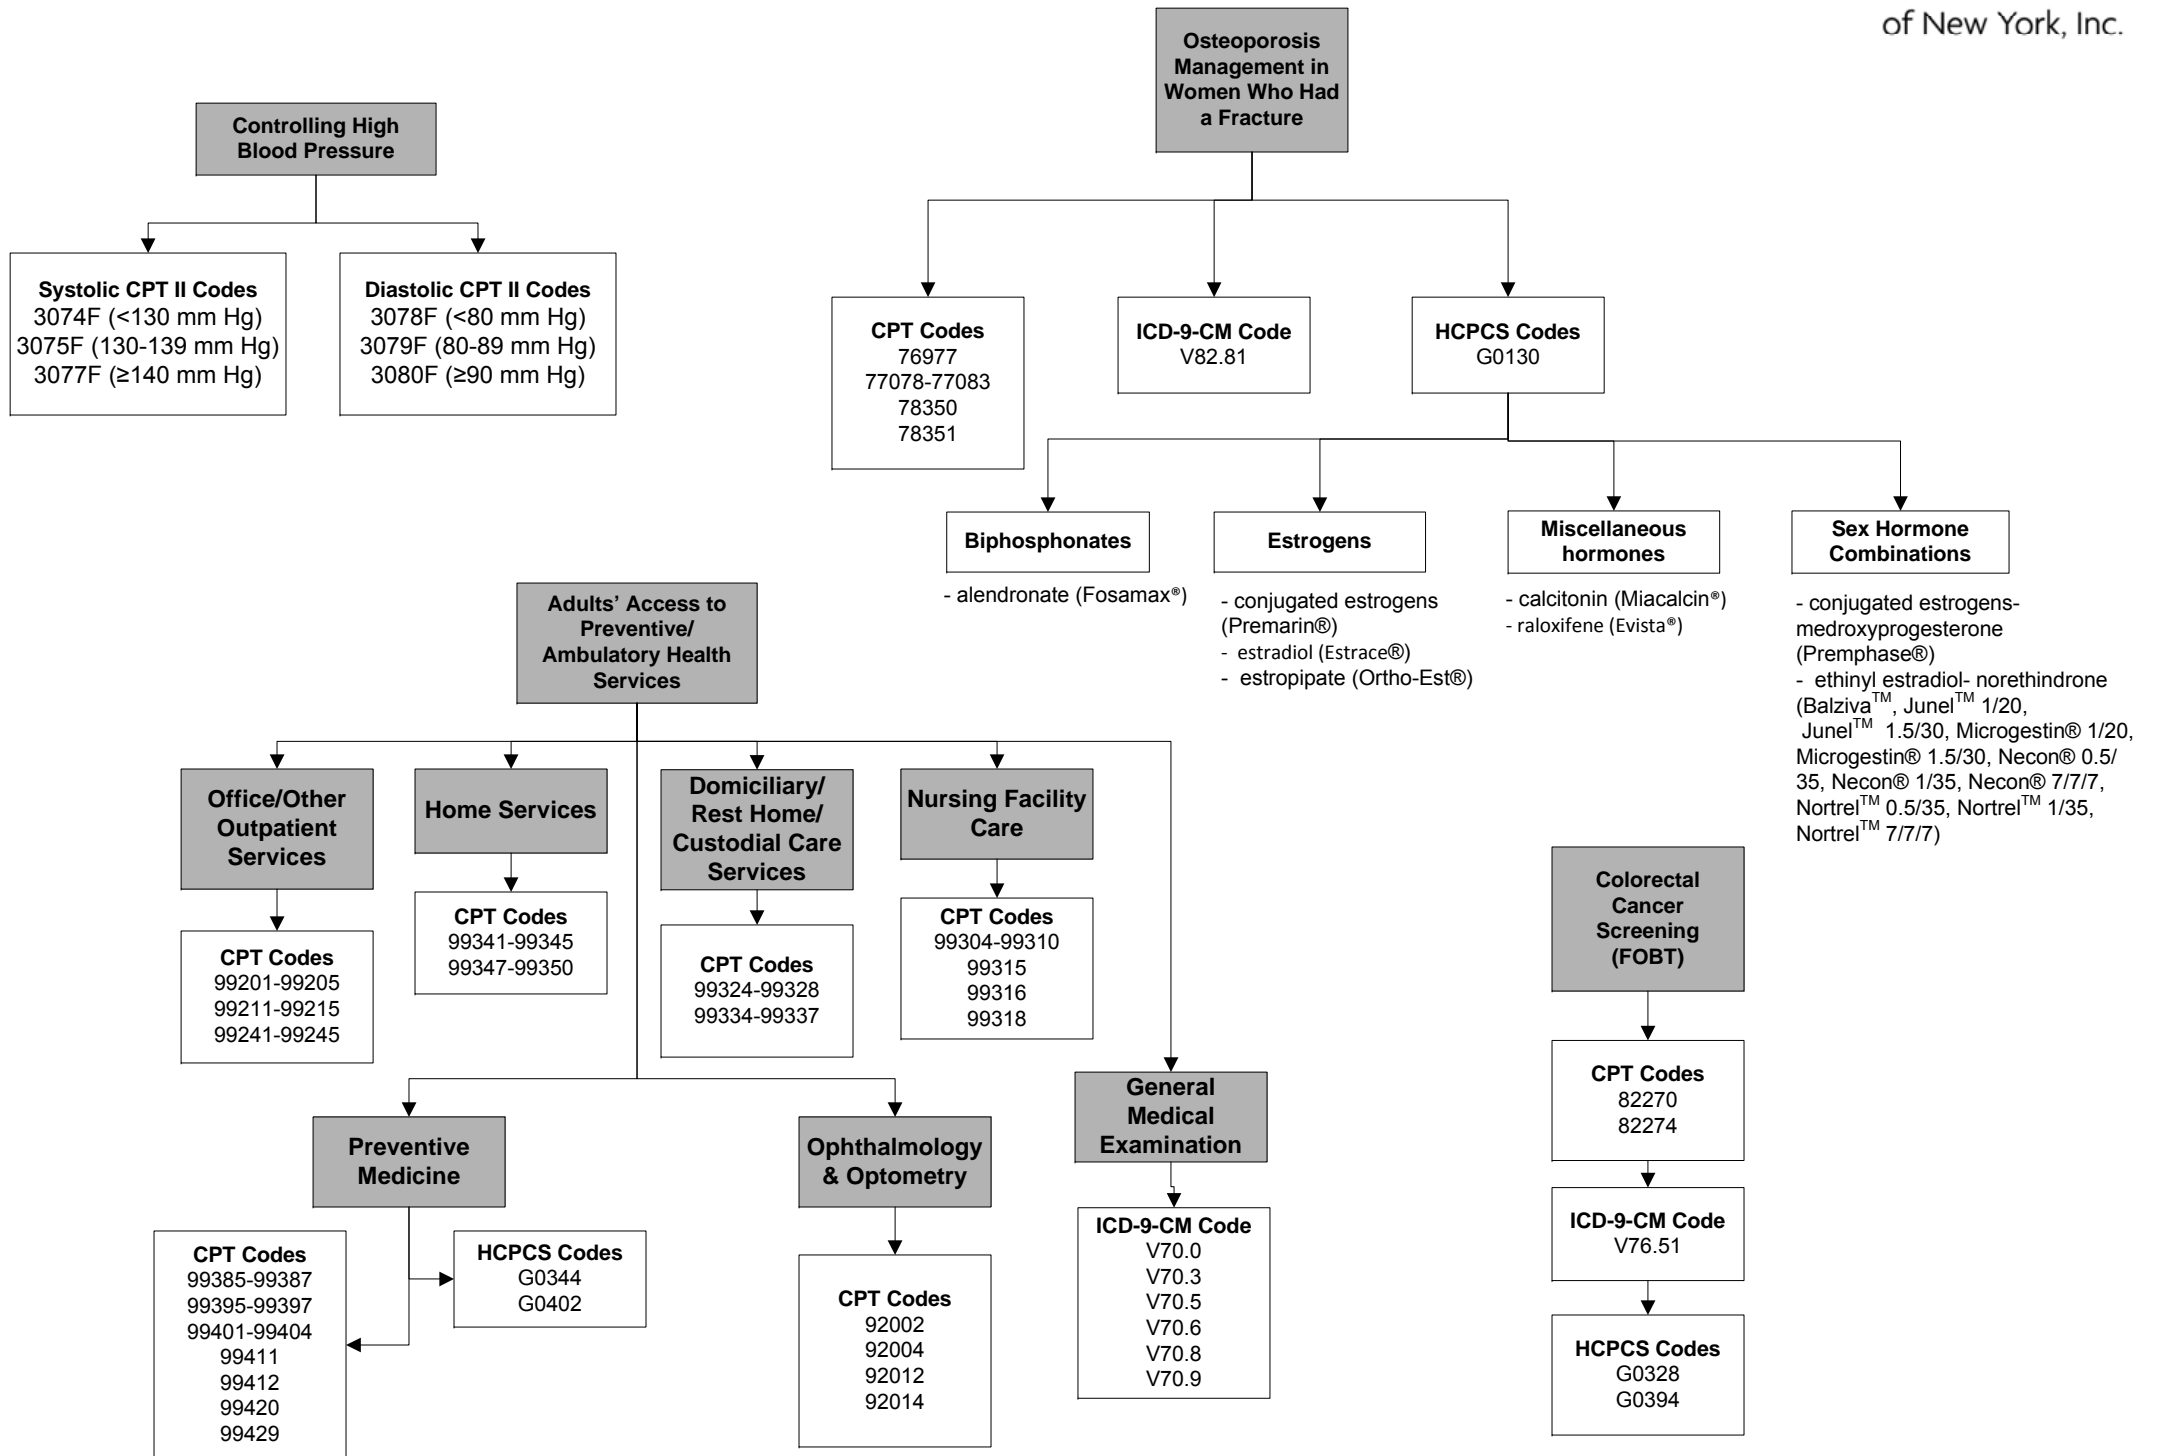 of New York, Inc.
Osteoporosis
Management in
Women Who Had
a Fracture
Controlling High
Blood Pressure
Systolic CPT II Codes
3074F (<130 mm Hg)
3075F (130-139 mm Hg)
3077F (≥140 mm Hg)
Diastolic CPT II Codes
3078F (<80 mm Hg)
3079F (80-89 mm Hg)
3080F (≥90 mm Hg)
CPT Codes
76977
77078-77083
78350
78351
ICD-9-CM Code
V82.81
HCPCS Codes
G0130
Biphosphonates
- alendronate (Fosamax®)
Estrogens
- conjugated estrogens
(Premarin®)
- estradiol (Estrace®)
- estropipate (Ortho-Est®)
Miscellaneous
hormones
- calcitonin (Miacalcin®)
- raloxifene (Evista®)
Sex Hormone
Combinations
- conjugated estrogens-
medroxyprogesterone
(Premphase®)
- ethinyl estradiol- norethindrone
(Balziva™, Junel™ 1/20,
Junel™ 1.5/30, Microgestin® 1/20,
Microgestin® 1.5/30, Necon® 0.5/
35, Necon® 1/35, Necon® 7/7/7,
Nortrel™ 0.5/35, Nortrel™ 1/35,
Nortrel™ 7/7/7)
Adults' Access to
Preventive/
Ambulatory Health
Services
Office/Other
Outpatient
Services
CPT Codes
99201-99205
99211-99215
99241-99245
Home Services
CPT Codes
99341-99345
99347-99350
Domiciliary/
Rest Home/
Custodial Care
Services
CPT Codes
99324-99328
99334-99337
Nursing Facility
Care
CPT Codes
99304-99310
99315
99316
99318
Preventive
Medicine
CPT Codes
99385-99387
99395-99397
99401-99404
99411
99412
99420
99429
HCPCS Codes
G0344
G0402
Ophthalmology
& Optometry
CPT Codes
92002
92004
92012
92014
General
Medical
Examination
ICD-9-CM Code
V70.0
V70.3
V70.5
V70.6
V70.8
V70.9
Colorectal
Cancer
Screening
(FOBT)
CPT Codes
82270
82274
ICD-9-CM Code
V76.51
HCPCS Codes
G0328
G0394